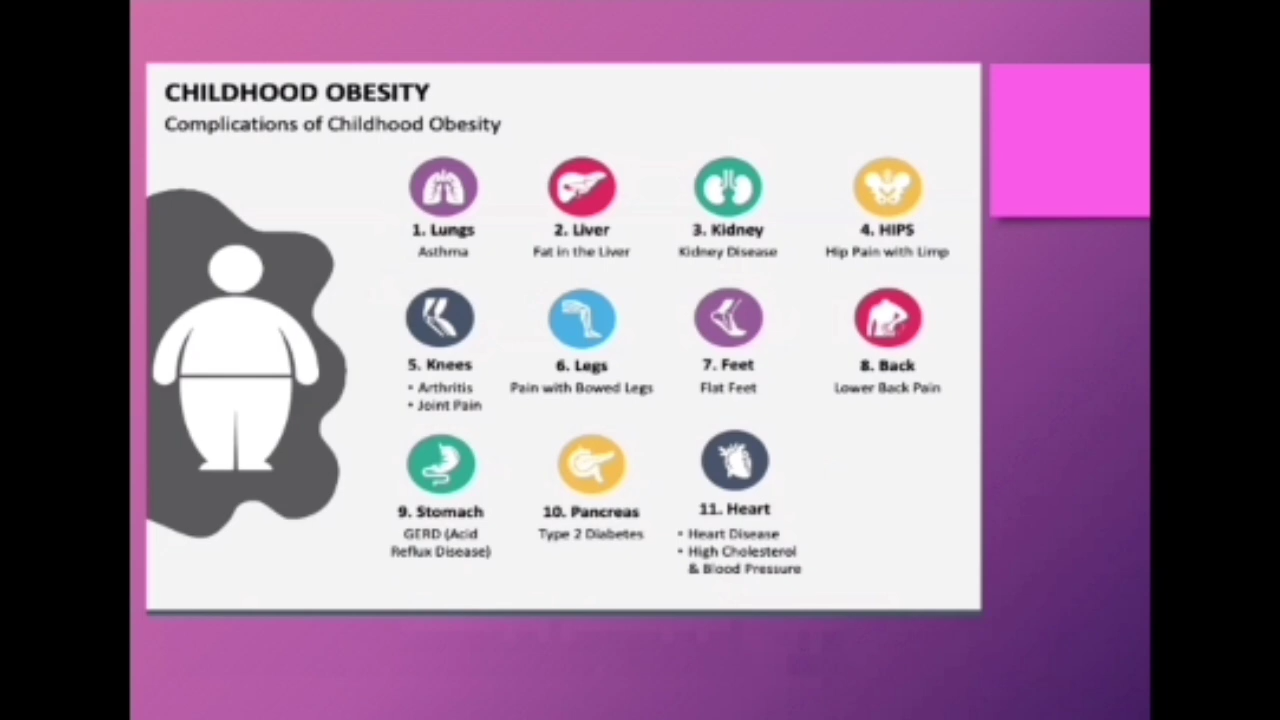 CHILDHOOD OBESITY
Complications of Childhood Obesity
1. Lungs
Asthma
2. Liver
Fat in the Liver
3. Kidney
Kidney Disease
4. HIPS
Hip Pain with Limp
5. Knees
• Arthritis
• Joint Pain
6. Legs
Pain with Bowed Legs
7. Feet
Flat Feet
8. Back
Lower Back Pain
9. Stomach
GERD (Acid
Reflux Disease)
10. Pancreas
Type 2 Diabetes
11. Heart
• Heart Disease
• High Cholesterol
& Blood Pressure